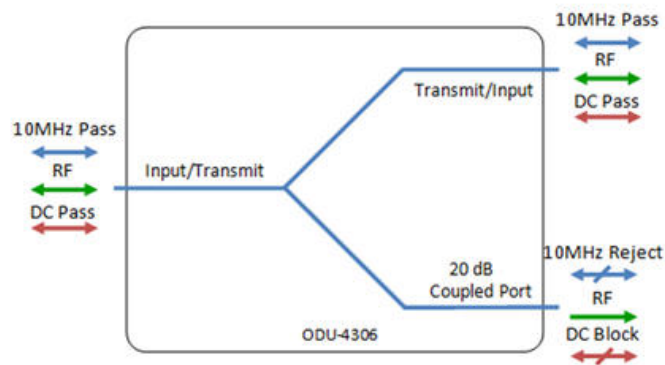 10MHz Pass
RF
DC Pass
Input/Transmit
Transmit/Input
10MHz Pass
RF
DC Pass
20 dB
Coupled Port
10MHz Reject
RF
DC Block
ODU-4306